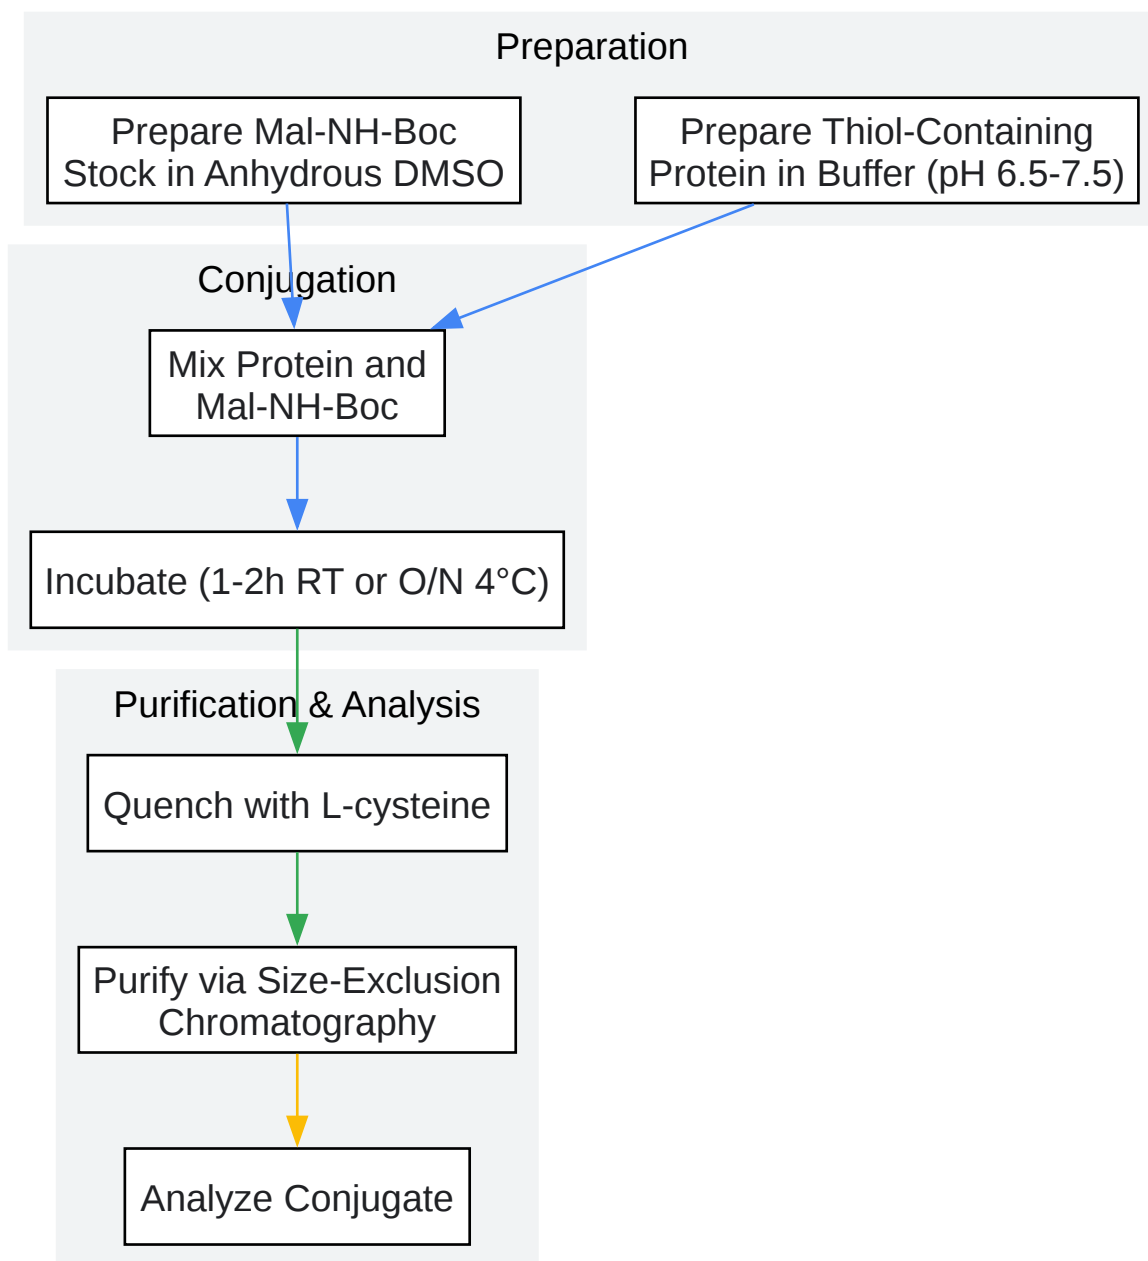 Preparation
Prepare Mal-NH-Boc
Stock in Anhydrous DMSO
Prepare Thiol-Containing
Protein in Buffer (pH 6.5-7.5)
Conjugation
Mix Protein and
Mal-NH-Boc
Incubate (1-2h RT or O/N 4°C)
Purification & Analysis
Quench with L-cysteine
Purify via Size-Exclusion
Chromatography
Analyze Conjugate